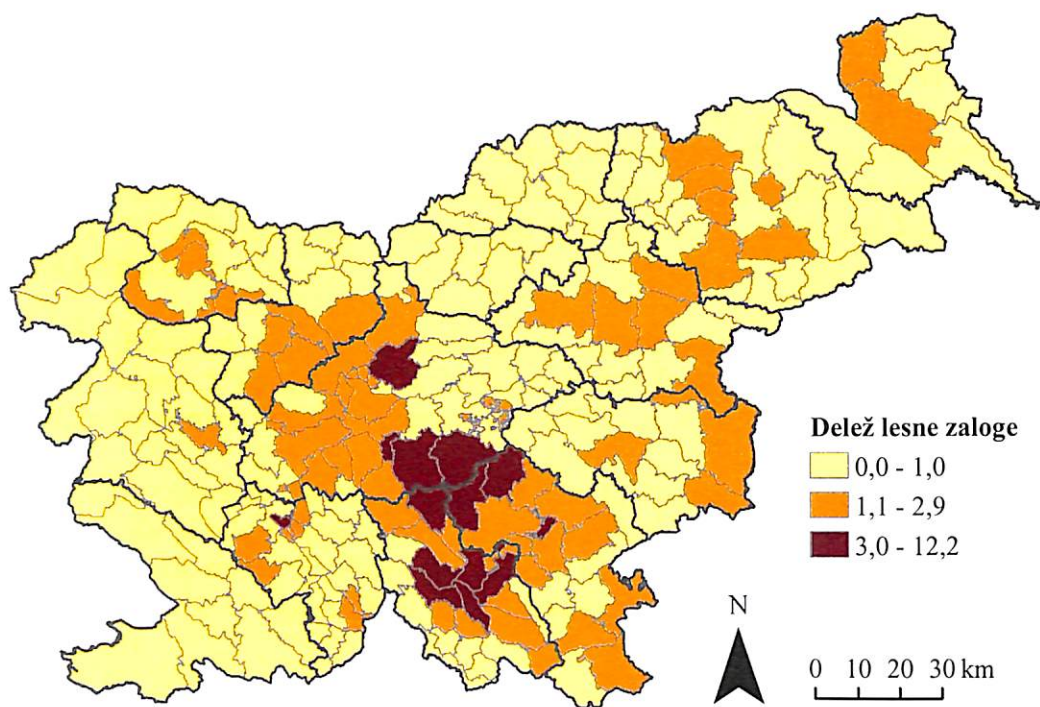 Delež lesne zaloge
0,0 - 1,0
1,1 - 2,9
3,0 - 12,2
N
0 10 20 30 km